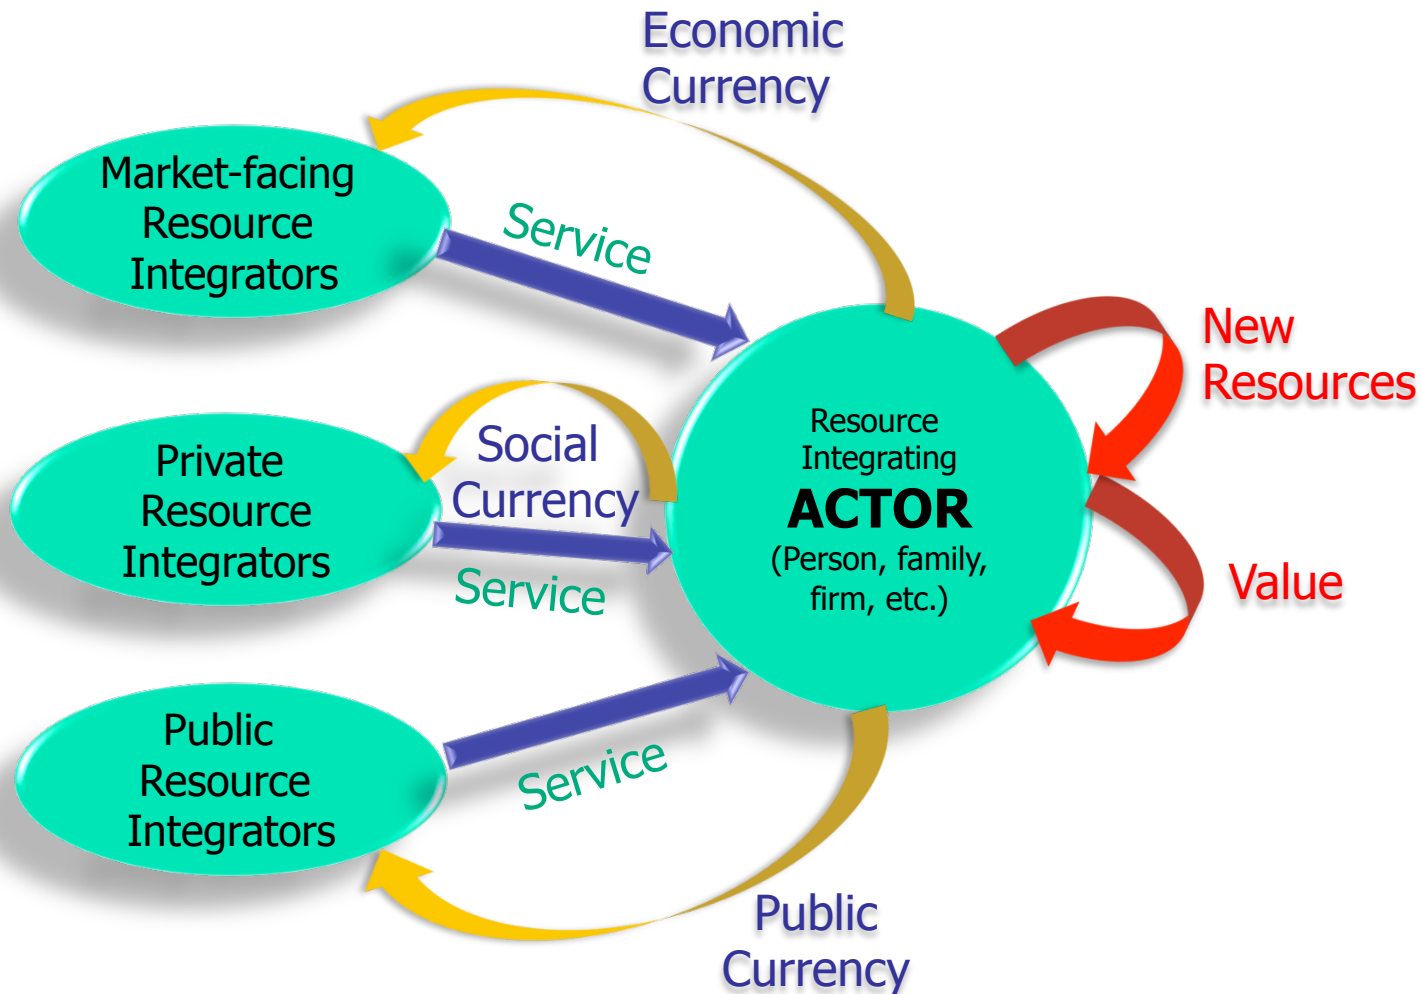 Economic
Currency
Market-facing
Resource
Integrators
Service
New
Resources
Private
Resource
Integrators
Social
Currency
Service
Resource
Integrating
ACTOR
(Person, family,
firm, etc.)
Value
Public
Resource
Integrators
Service
Public
Currency